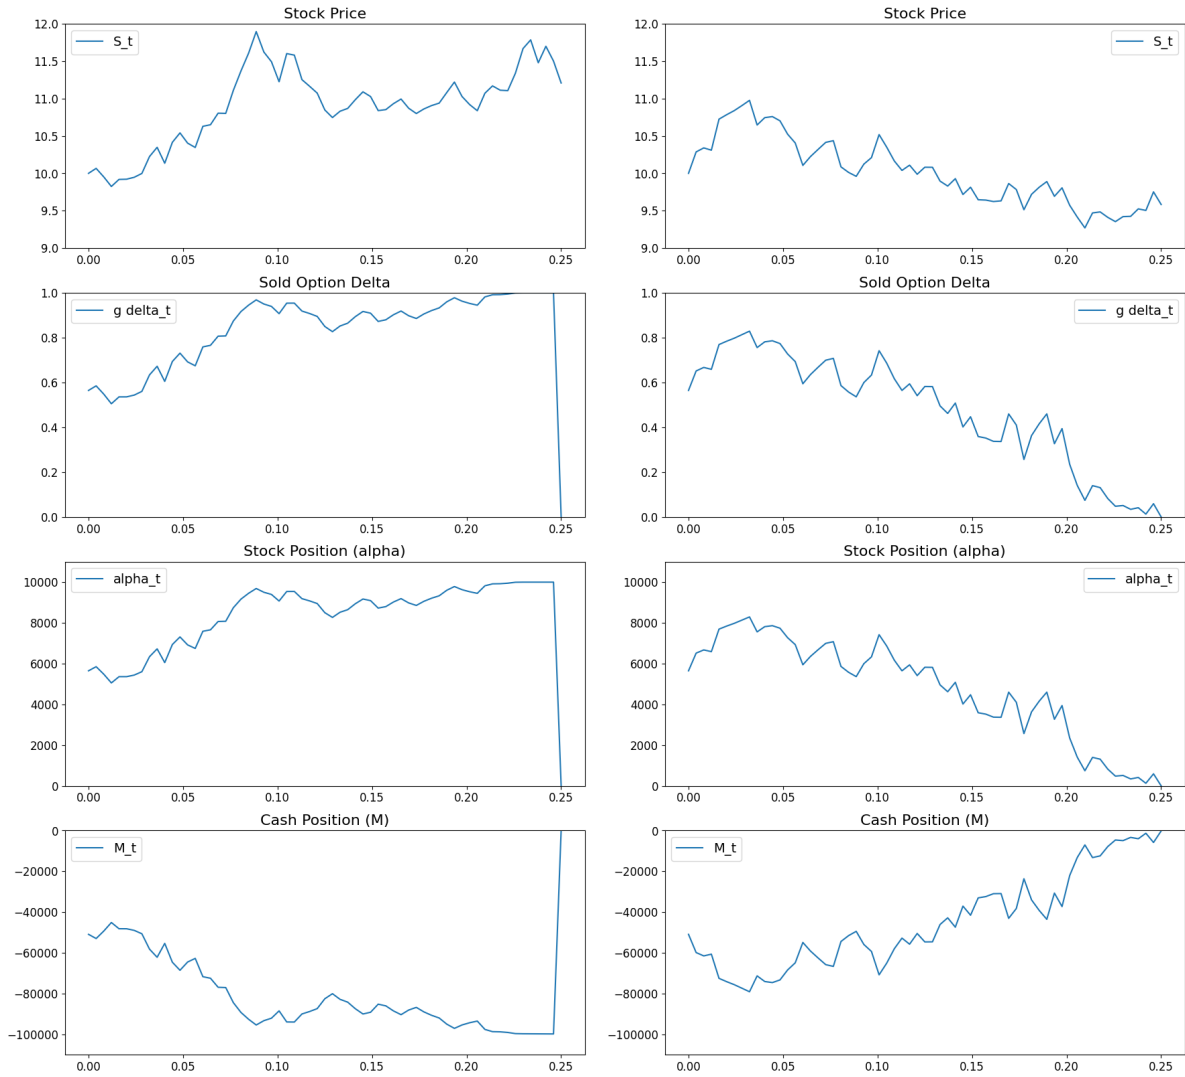 Stock Price
12.0
11.5
11.0
10.5
10.0
9.5
9.0
S_t
0.00 0.05 0.10 0.15 0.20 0.25
Stock Price
12.0
11.5
11.0
10.5
10.0
9.5
9.0
S_t
0.00 0.05 0.10 0.15 0.20 0.25
Sold Option Delta
1.0
0.8
0.6
0.4
0.2
0.0
g delta_t
0.00 0.05 0.10 0.15 0.20 0.25
Sold Option Delta
1.0
0.8
0.6
0.4
0.2
0.0
g delta_t
0.00 0.05 0.10 0.15 0.20 0.25
Stock Position (alpha)
10000
8000
6000
4000
2000
0
alpha_t
0.00 0.05 0.10 0.15 0.20 0.25
Stock Position (alpha)
10000
8000
6000
4000
2000
0
alpha_t
0.00 0.05 0.10 0.15 0.20 0.25
Cash Position (M)
0
−20000
−40000
−60000
−80000
−100000
M_t
0.00 0.05 0.10 0.15 0.20 0.25
Cash Position (M)
0
−20000
−40000
−60000
−80000
−100000
M_t
0.00 0.05 0.10 0.15 0.20 0.25